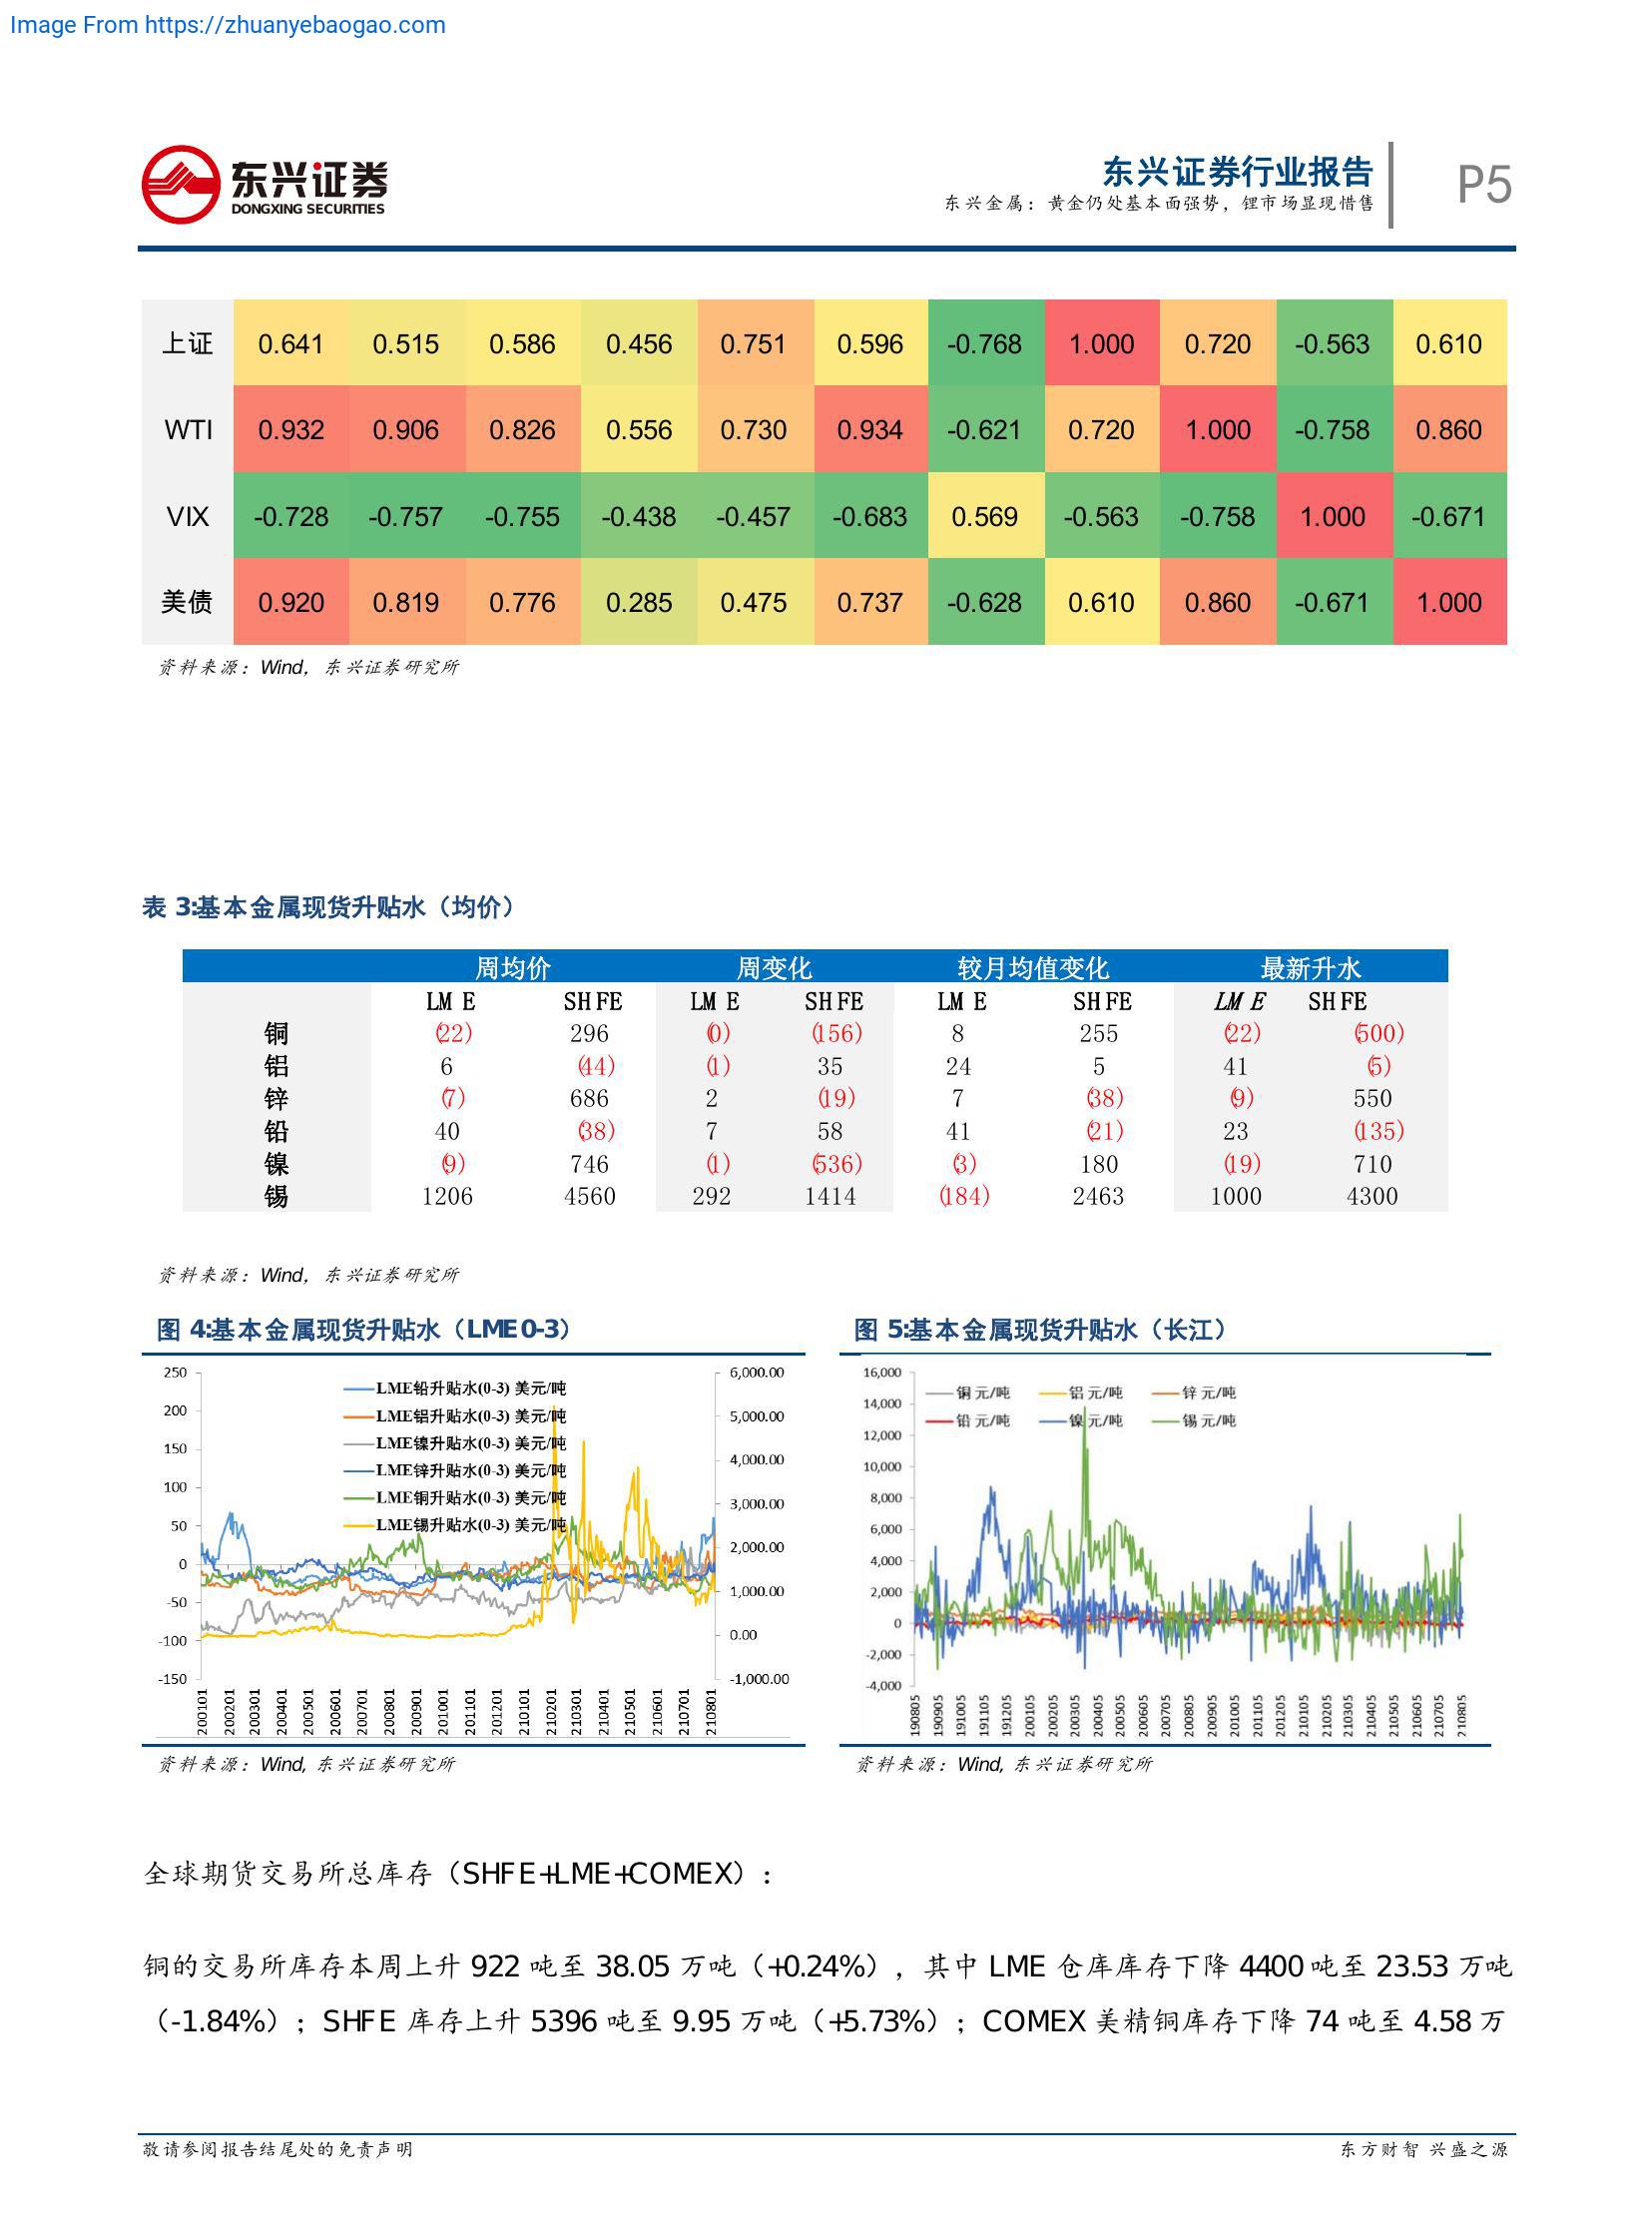 Image From https://zhuanyebaogao.com
东兴证券
DONGXING SECURITIES
东兴证券行业报告
东兴金属：黄金仍处基本面强势，锂市场显现惜售
P5
上证 0.641 0.515 0.586 0.456 0.751 0.596 -0.768 1.000 0.720 -0.563 0.610
WTI 0.932 0.906 0.826 0.556 0.730 0.934 -0.621 0.720 1.000 -0.758 0.860
VIX -0.728 -0.757 -0.755 -0.438 -0.457 -0.683 0.569 -0.563 -0.758 1.000 -0.671
美债 0.920 0.819 0.776 0.285 0.475 0.737 -0.628 0.610 0.860 -0.671 1.000
资料来源：Wind，东兴证券研究所
表 3:基本金属现货升贴水（均价）
周均价 周变化 较月均值变化 最新升水
LME SHFE LME SHFE LME SHFE LME SHFE
铜 (22) 296 (0) (156) 8 255 (22) (500)
铝 6 (44) (1) 35 24 5 41 (5)
锌 (7) 686 2 (19) 7 (38) (9) 550
铅 40 (38) 7 58 41 (21) 23 (135)
镍 (9) 746 (1) (536) (3) 180 (19) 710
锡 1206 4560 292 1414 (184) 2463 1000 4300
资料来源：Wind，东兴证券研究所
图 4:基本金属现货升贴水（LME0-3）
250
200
150
100
50
0
-50
-100
-150
LME铅升贴水(0-3) 美元/吨
LME铝升贴水(0-3) 美元/吨
LME镍升贴水(0-3) 美元/吨
LME锌升贴水(0-3) 美元/吨
LME铜升贴水(0-3) 美元/吨
LME锡升贴水(0-3) 美元/吨
6,000.00
5,000.00
4,000.00
3,000.00
2,000.00
1,000.00
0.00
-1,000.00
200101 200201 200301 200401 200501 200601 200701 200801 200901 201001 201101 201201 210101 210201 210301 210401 210501 210601 210701 210801
资料来源：Wind, 东兴证券研究所
图 5:基本金属现货升贴水（长江）
16,000
14,000
12,000
10,000
8,000
6,000
4,000
2,000
0
-2,000
-4,000
铜 元/吨 铝 元/吨 锌 元/吨
铅 元/吨 镍 元/吨 锡 元/吨
190805 190905 191005 191105 191205 200105 200205 200305 200405 200505 200605 200705 200805 200905 201005 201105 201205 210105 210205 210305 210405 210505 210605 210705 210805
资料来源：Wind, 东兴证券研究所
全球期货交易所总库存（SHFE+LME+COMEX）：
铜的交易所库存本周上升 922 吨至 38.05 万吨（+0.24%），其中 LME 仓库库存下降 4400 吨至 23.53 万吨
（-1.84%）；SHFE 库存上升 5396 吨至 9.95 万吨（+5.73%）；COMEX 美精铜库存下降 74 吨至 4.58 万
敬请参阅报告结尾处的免责声明
东方财智 兴盛之源